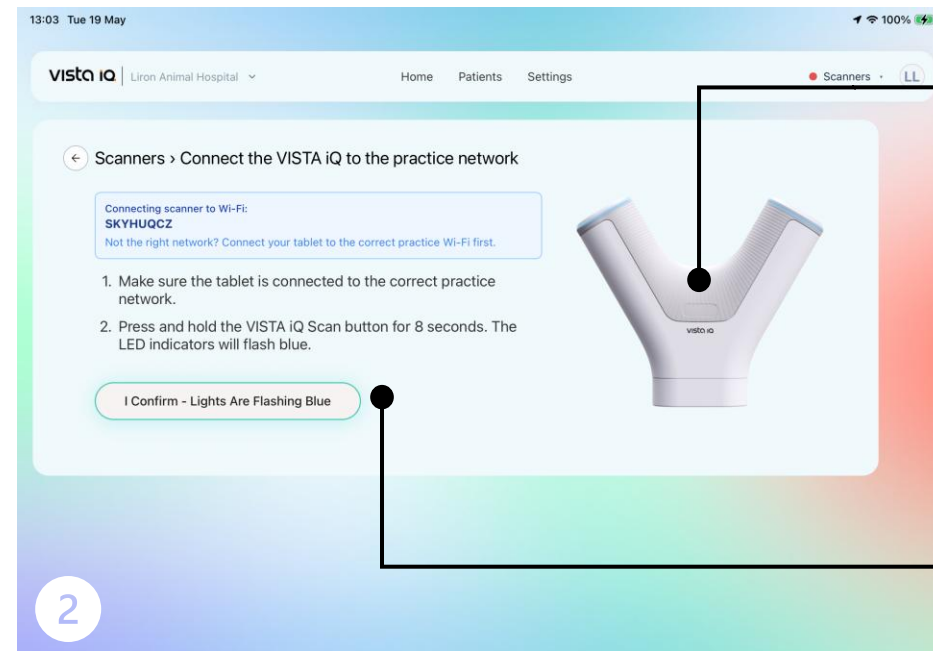 13:03 Tue 19 May
100%
vista iQ
Liron Animal Hospital
Home
Patients
Settings
Scanners
LL
Scanners › Connect the VISTA iQ to the practice network
Connecting scanner to Wi-Fi:
SKYHUQCZ
Not the right network? Connect your tablet to the correct practice Wi-Fi first.
1. Make sure the tablet is connected to the correct practice
network.
2. Press and hold the VISTA iQ Scan button for 8 seconds. The
LED indicators will flash blue.
vista iQ
I Confirm - Lights Are Flashing Blue
2